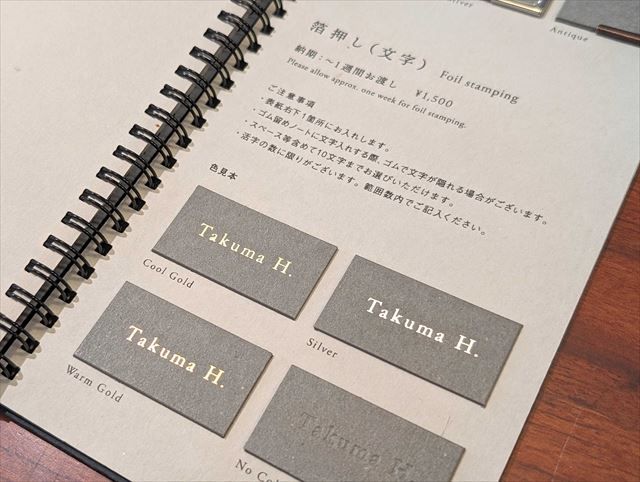 Silver
Antique
箔押し(文字) Foil stamping
納期:～1週間お渡し ¥1,500
Please allow approx. one week for foil stamping.
ご注意事項
・表紙右下1箇所にお入れします。
・ゴム留めノートに文字入れする際、ゴムで文字が隠れる場合がございます。
・スペース等含めて10文字までお選びいただけます。
・活字の数に限りがございます。範囲数内でご記入ください。
色見本
Takuma H.
Cool Gold
Takuma H.
Silver
Takuma H.
Warm Gold
Takuma H.
No